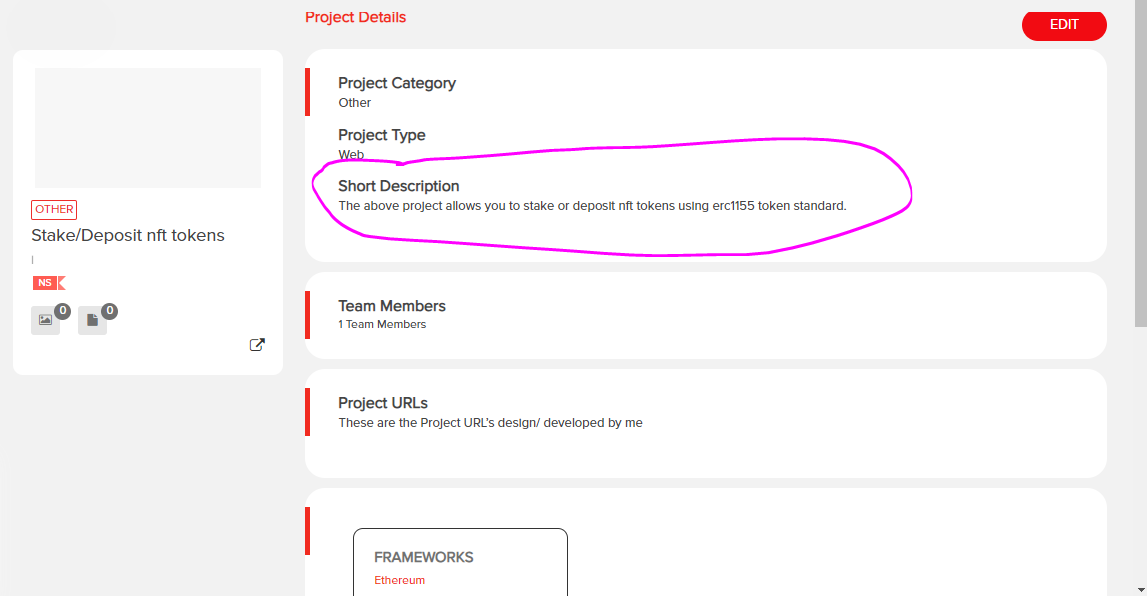 Project Details
EDIT
OTHER
Stake/Deposit nft tokens
|
NS
0
0
Project Category
Other
Project Type
Web
Short Description
The above project allows you to stake or deposit nft tokens using erc1155 token standard.
Team Members
1 Team Members
Project URLs
These are the Project URL's design/ developed by me
FRAMEWORKS
Ethereum